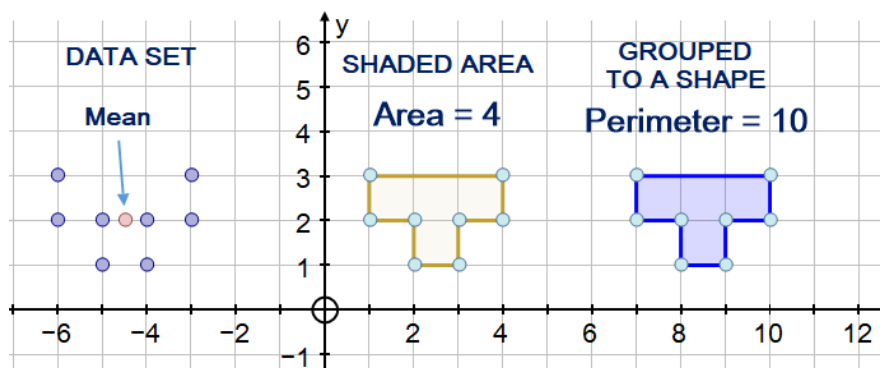 y
DATA SET
Mean
SHADED AREA
Area = 4
GROUPED
TO A SHAPE
Perimeter = 10
6
5
4
3
2
1
−1
−6
−4
−2
2
4
6
8
10
12